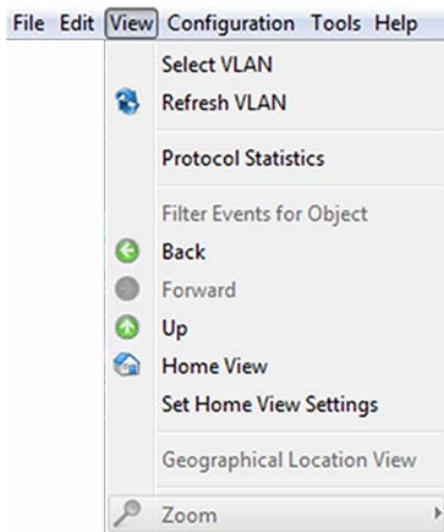 File Edit View Configuration Tools Help
Select VLAN
Refresh VLAN
Protocol Statistics
Filter Events for Object
Back
Forward
Up
Home View
Set Home View Settings
Geographical Location View
Zoom